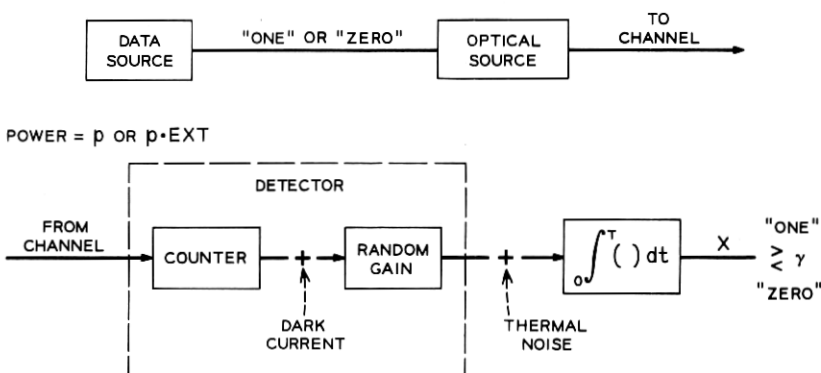 DATA
SOURCE
"ONE" OR "ZERO"
OPTICAL
SOURCE
TO
CHANNEL
POWER = p OR p•EXT
DETECTOR
FROM
CHANNEL
COUNTER
+
RANDOM
GAIN
+
∫₀ᵀ ( ) dt
X
"ONE"
≷ γ
"ZERO"
DARK
CURRENT
THERMAL
NOISE